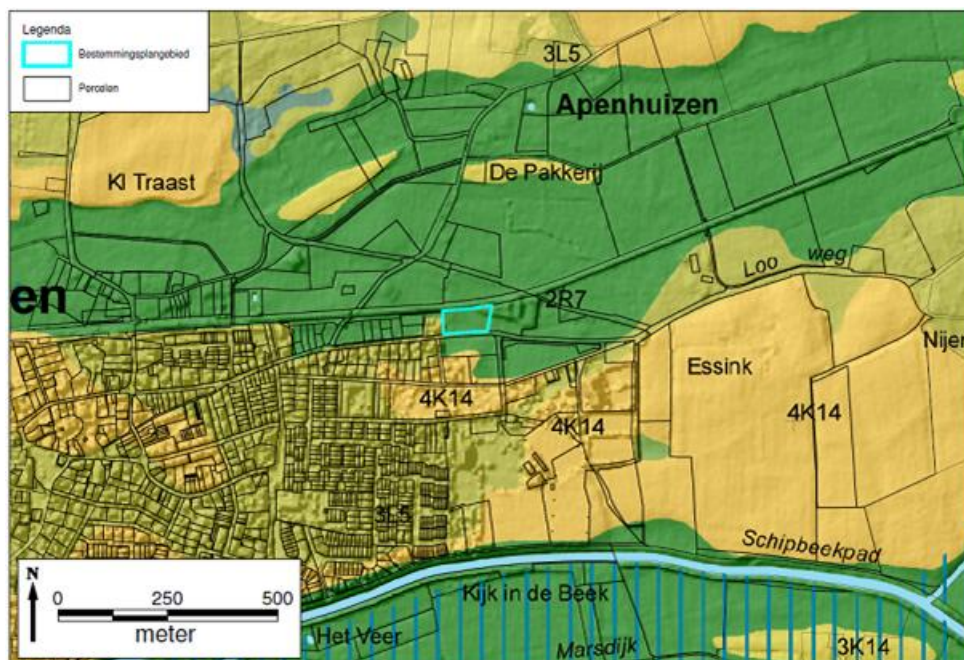 Legenda
Bestemmingsplangebied
Percelen
3L5
Apenhuizen
Kl Traast
De Pakkerij
Loo weg
en
2R7
Nijer
Essink
4K14
4K14
4K14
3L5
Schipbeekpad
N
0 250 500
meter
Kijk in de Beek
Het Veer
Marsdijk
3K14